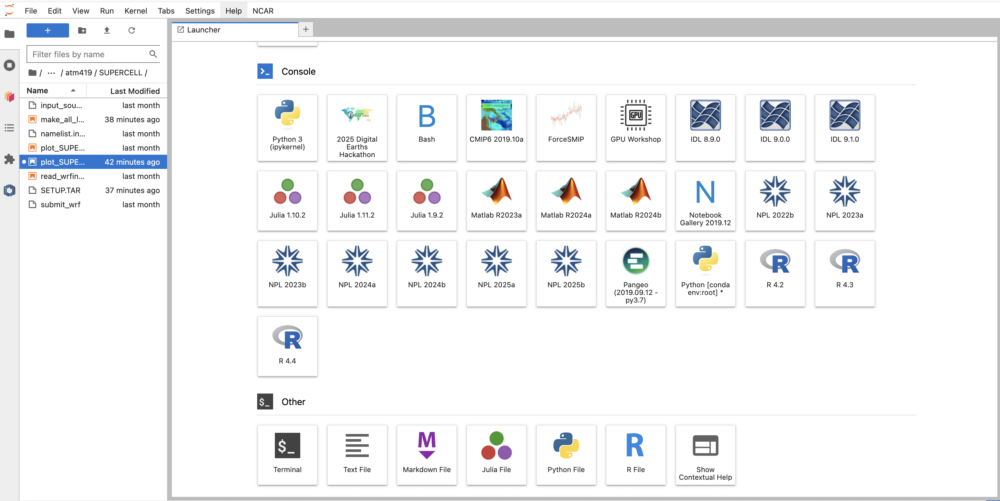 File Edit View Run Kernel Tabs Settings Help NCAR
Launcher
Filter files by name
/ ... / atm419 / SUPERCELL /
Name Last Modified
input_sou... last month
make_all_l... 38 minutes ago
namelist.in... last month
plot_SUPE... last month
plot_SUPE... 42 minutes ago
read_wrfin... last month
SETUP.TAR 37 minutes ago
submit_wrf last month
Console
Python 3
(ipykernel)
2025 Digital
Earths
Hackathon
B
Bash
CMIP6 Hackathon
CMIP6 2019.10a
ForceSMIP
GPU
GPU Workshop
IDL 8.9.0
IDL 9.0.0
IDL 9.1.0
Julia 1.10.2
Julia 1.11.2
Julia 1.9.2
Matlab R2023a
Matlab R2024a
Matlab R2024b
N
Notebook
Gallery 2019.12
NPL 2022b
NPL 2023a
NPL 2023b
NPL 2024a
NPL 2024b
NPL 2025a
NPL 2025b
Pangeo
(2019.09.12 -
py3.7)
Python [conda
env:root] *
R
R 4.2
R
R 4.3
R
R 4.4
$_
Other
$_
Terminal
Text File
M
Markdown File
Julia File
Python File
R
R File
Show
Contextual Help